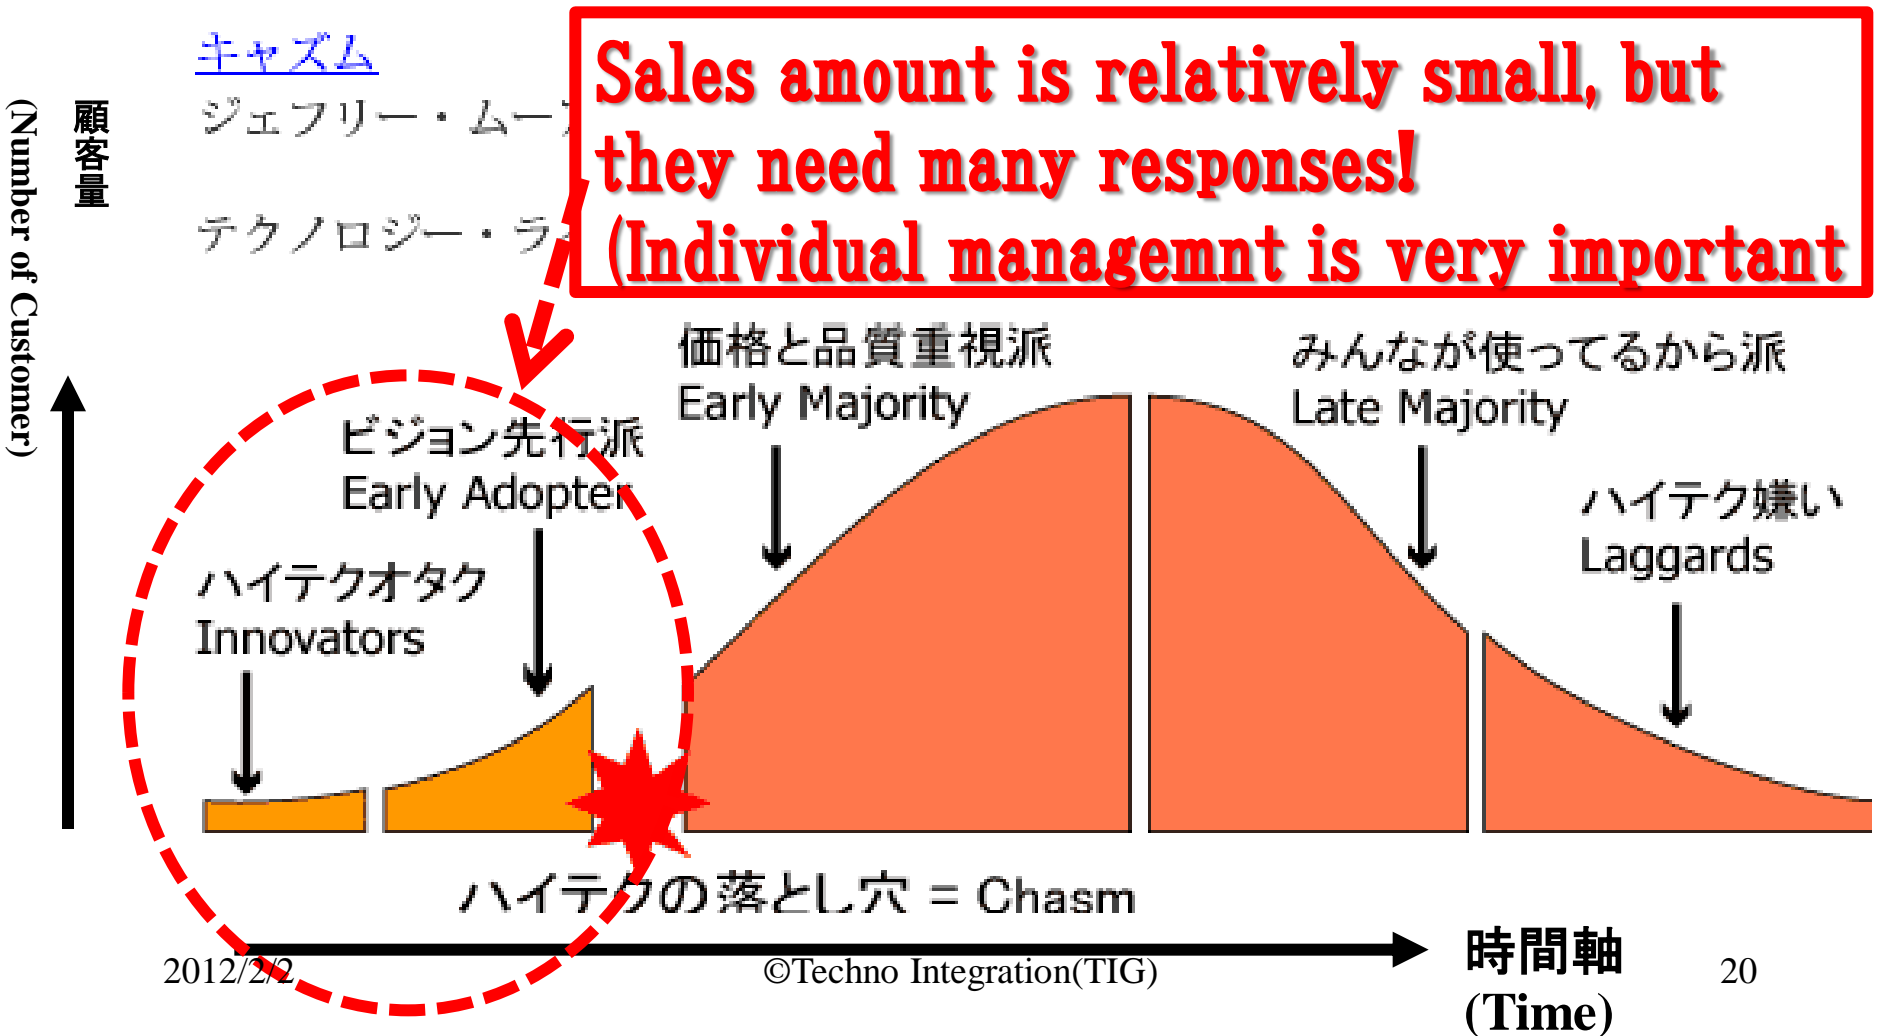 キャズム
Sales amount is relatively small, but
they need many responses!
(Individual managemnt is very important
ジェフリー・ムー
テクノロジー・ラ
顧客量
(Number of Customer)
価格と品質重視派
Early Majority
みんなが使ってるから派
Late Majority
ビジョン先行派
Early Adopter
ハイテク嫌い
Laggards
ハイテクオタク
Innovators
ハイテクの落とし穴 = Chasm
時間軸
(Time)
2012/2/2
©Techno Integration(TIG)
20